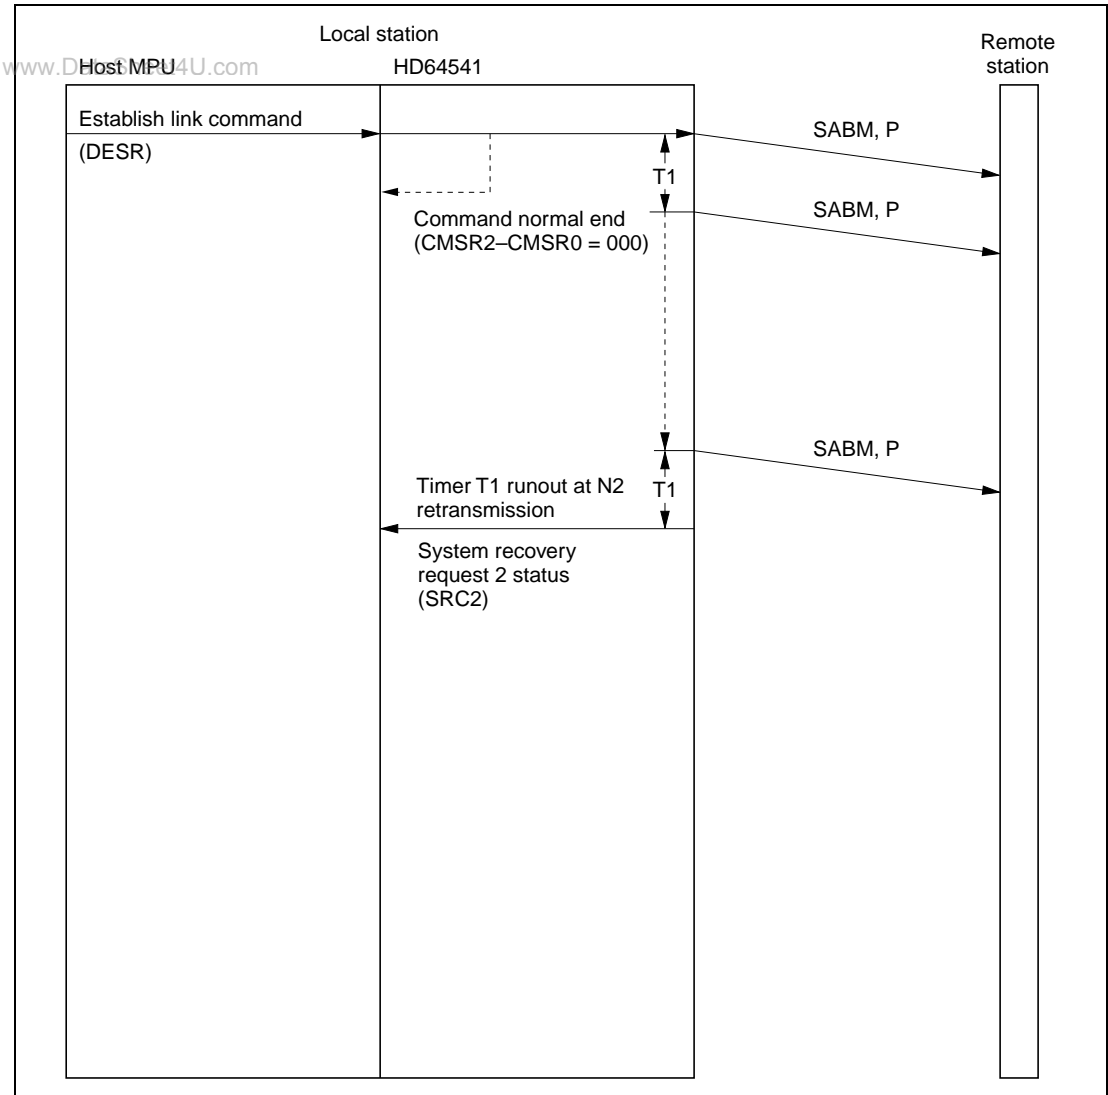 Local station
Remote
station
www.DataSheet4U.com
Host MPU
HD64541
Establish link command
(DESR)
SABM, P
T1
SABM, P
Command normal end
(CMSR2–CMSR0 = 000)
SABM, P
Timer T1 runout at N2
retransmission
T1
System recovery
request 2 status
(SRC2)